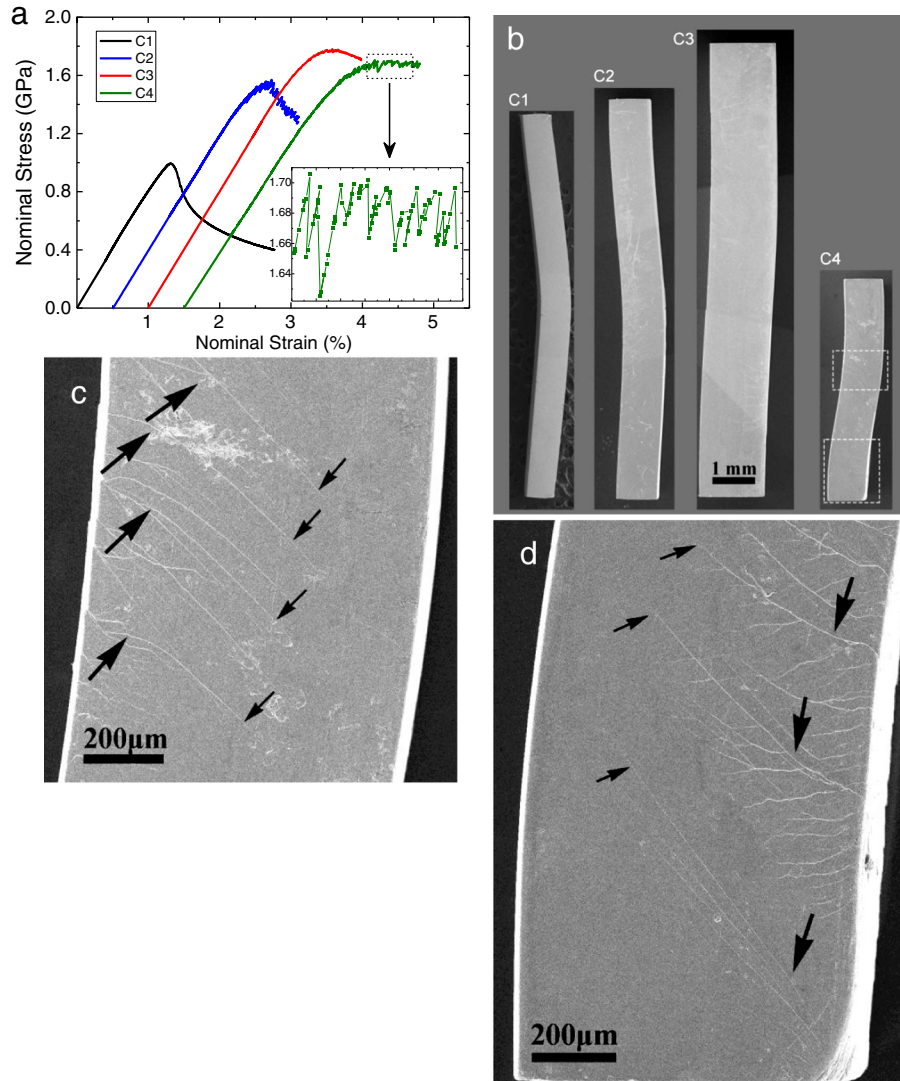 a
Nominal Stress (GPa)
2.0
1.6
1.2
0.8
0.4
0.0
C1
C2
C3
C4
1.70
1.68
1.66
1.64
1 2 3 4 5
Nominal Strain (%)
b
C1
C2
C3
C4
1 mm
c
200µm
d
200µm